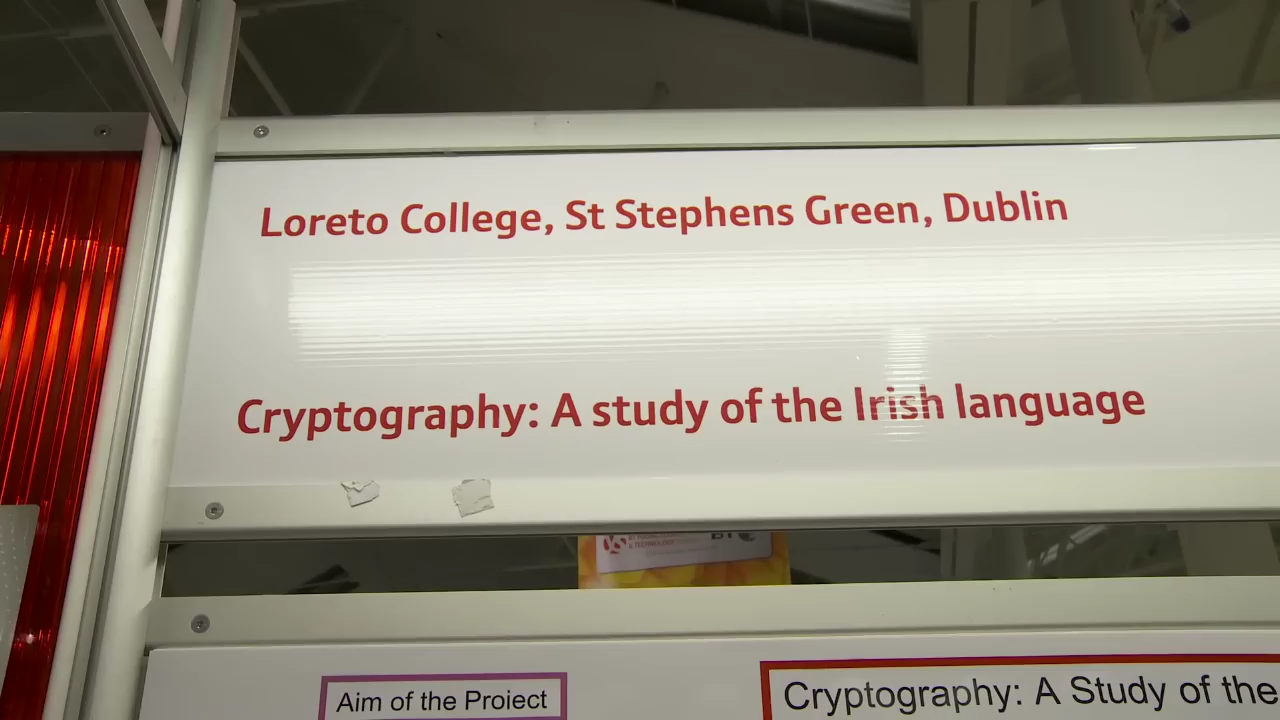 Loreto College, St Stephens Green, Dublin
Cryptography: A study of the Irish language
& TECHNOLOGY
Aim of the Project
Cryptography: A Study of the